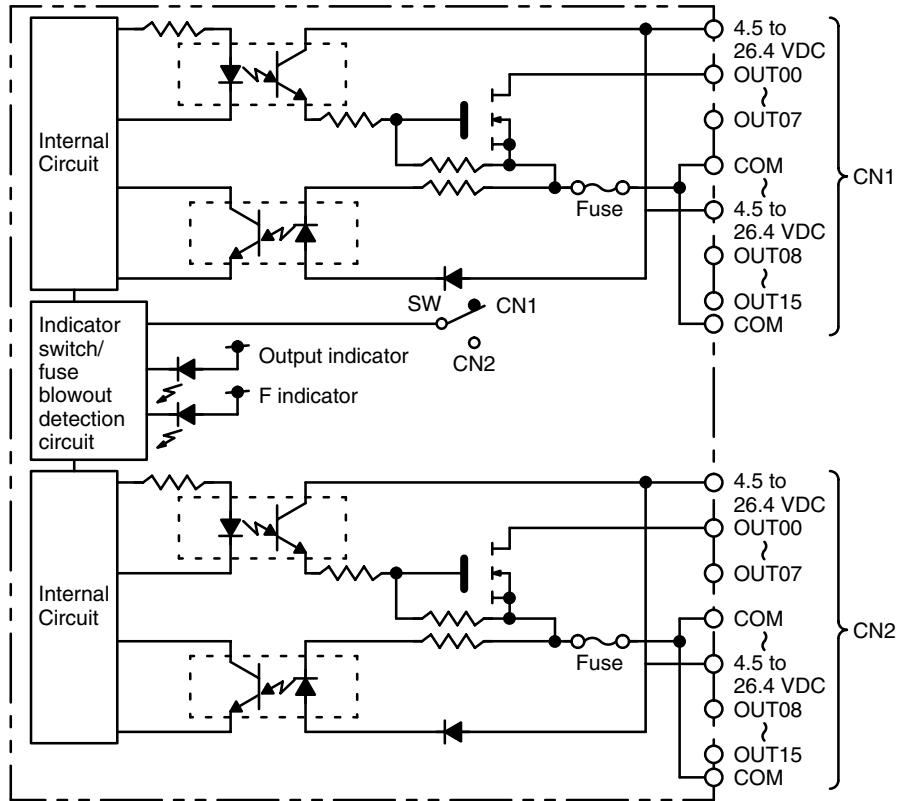 Internal
Circuit
4.5 to
26.4 VDC
OUT00
~
OUT07
COM
~
4.5 to
26.4 VDC
OUT08
~
OUT15
COM
CN1
Fuse
Indicator
switch/
fuse
blowout
detection
circuit
SW
CN1
CN2
Output indicator
F indicator
Internal
Circuit
4.5 to
26.4 VDC
OUT00
~
OUT07
COM
~
4.5 to
26.4 VDC
OUT08
~
OUT15
COM
CN2
Fuse